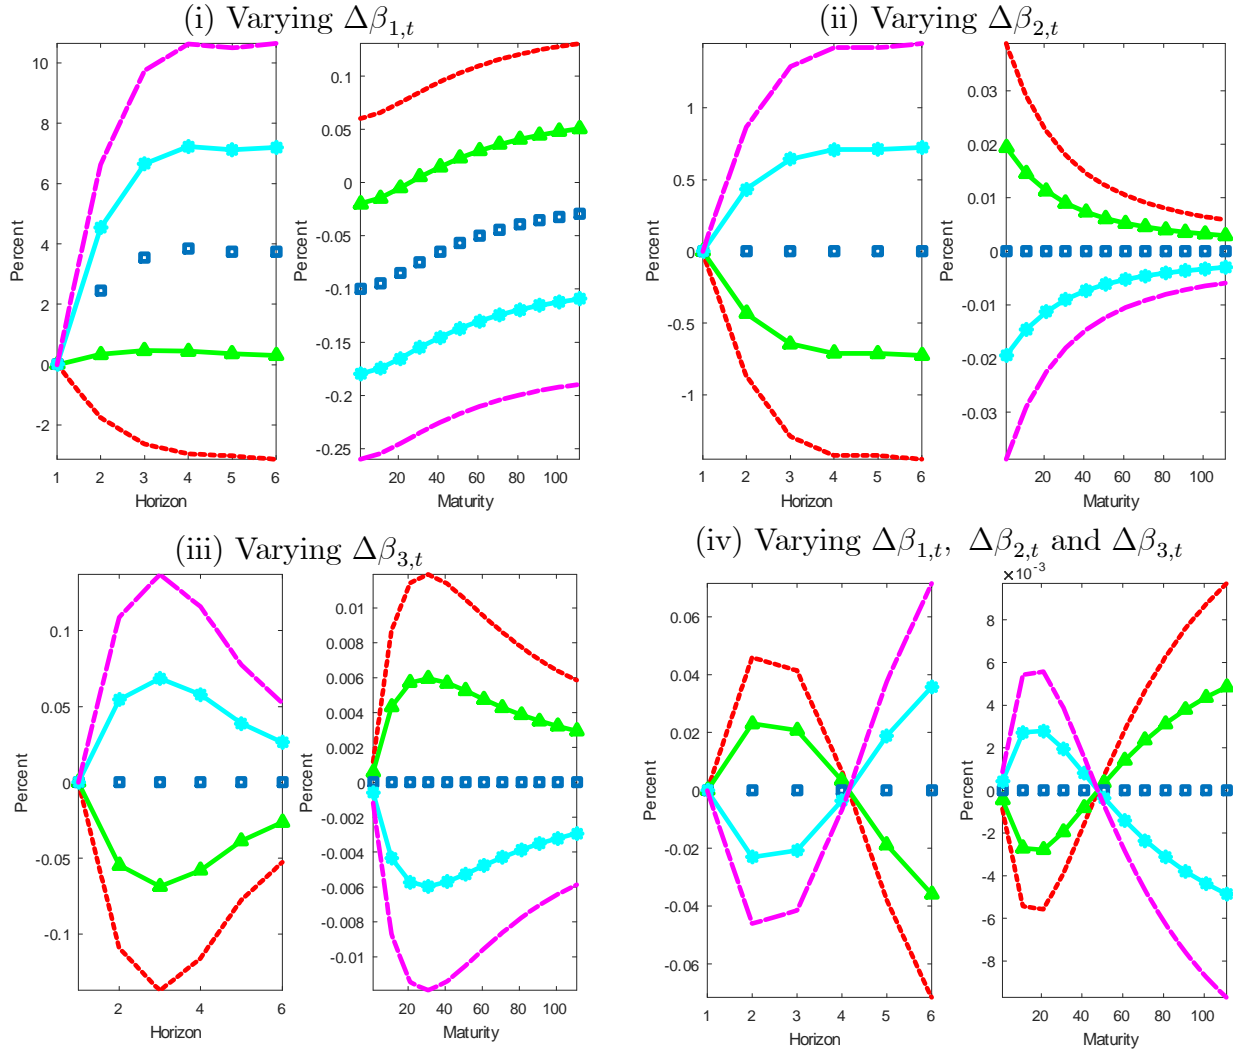 (i) Varying Δβ1,t
10
8
6
4
2
0
-2
Percent
1 2 3 4 5 6
Horizon
0.1
0.05
0
-0.05
-0.1
-0.15
-0.2
-0.25
Percent
20 40 60 80 100
Maturity
(ii) Varying Δβ2,t
1
0.5
0
-0.5
-1
Percent
1 2 3 4 5 6
Horizon
0.03
0.02
0.01
0
-0.01
-0.02
-0.03
Percent
20 40 60 80 100
Maturity
(iii) Varying Δβ3,t
0.1
0.05
0
-0.05
-0.1
Percent
2 4 6
Horizon
0.01
0.008
0.006
0.004
0.002
0
-0.002
-0.004
-0.006
-0.008
-0.01
Percent
20 40 60 80 100
Maturity
(iv) Varying Δβ1,t, Δβ2,t and Δβ3,t
0.06
0.04
0.02
0
-0.02
-0.04
-0.06
Percent
1 2 3 4 5 6
Horizon
×10-3
8
6
4
2
0
-2
-4
-6
-8
Percent
20 40 60 80 100
Maturity